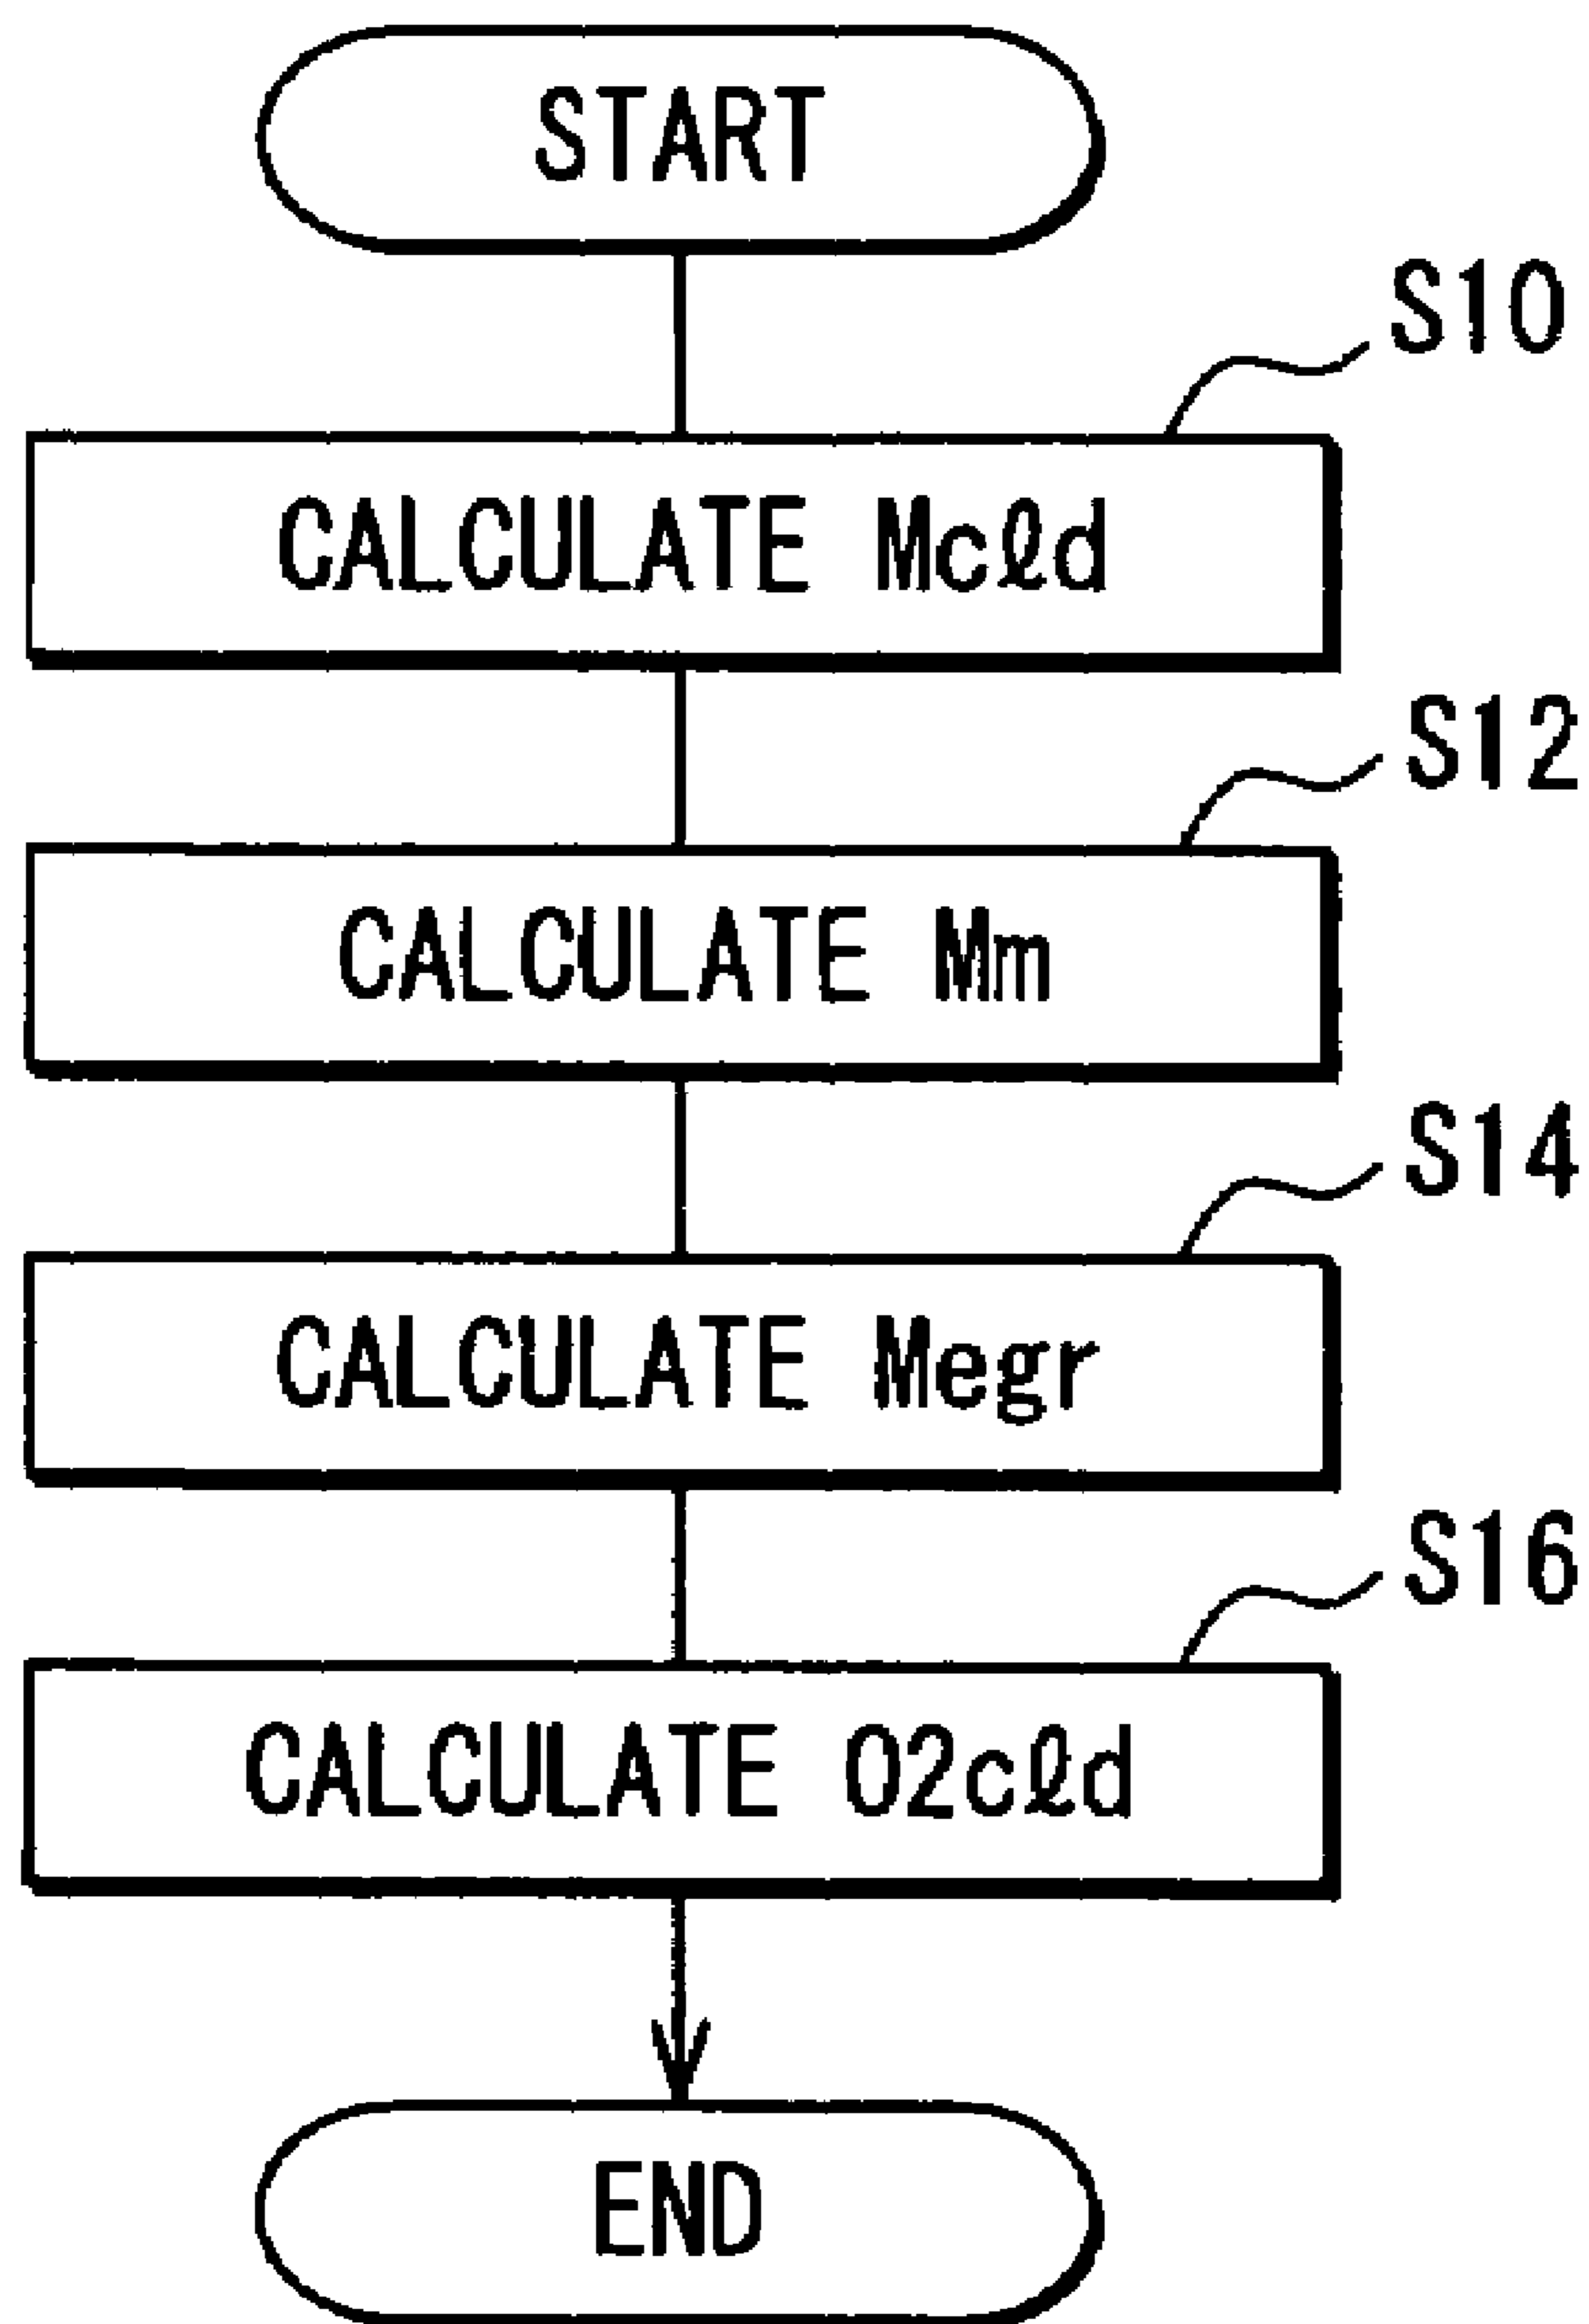 START
S10
CALCULATE Mcℓd
S12
CALCULATE Mm
S14
CALCULATE Megr
S16
CALCULATE O2cℓd
END